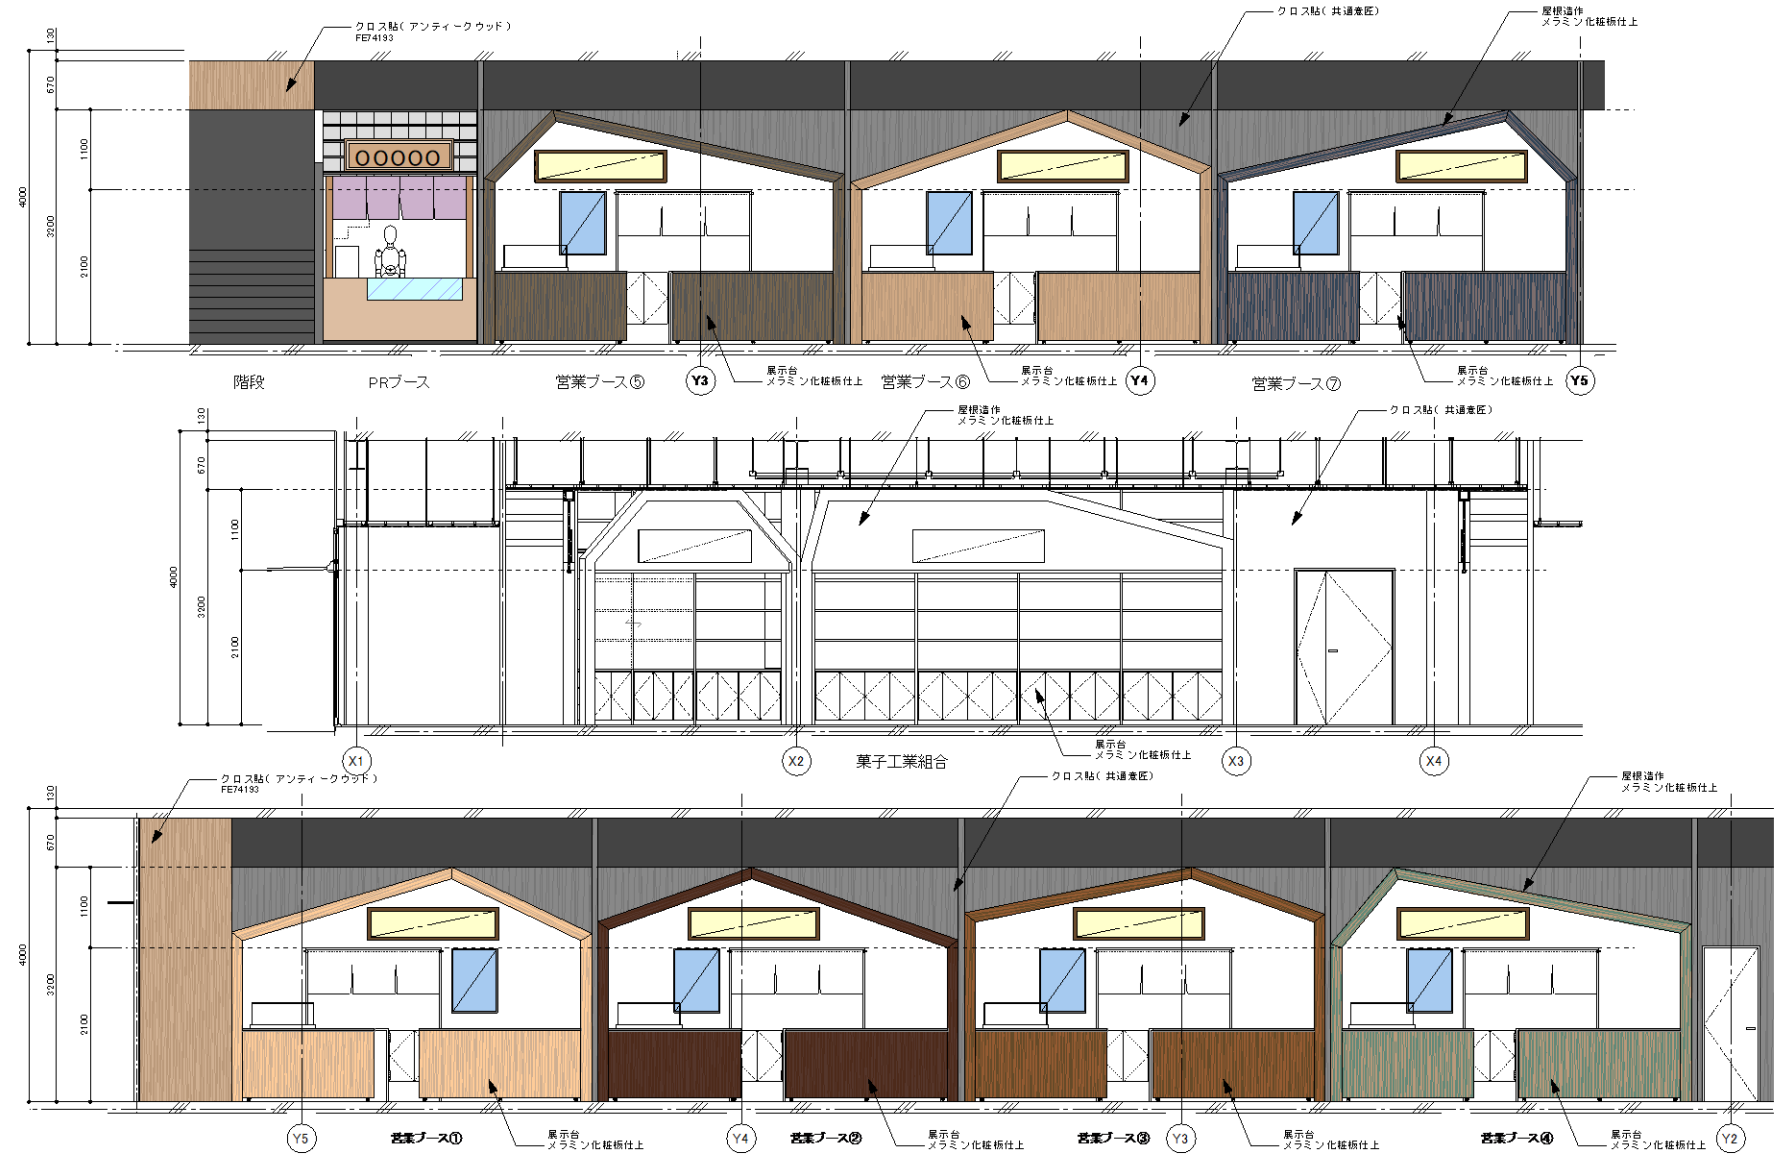 クロス貼( アンティークウッド )
FE74193
クロス貼( 共通意匠)
屋根造作
メラミン化粧板仕上
130
670
1100
4000
3200
2100
OOOOO
展示台
メラミン化粧板仕上
展示台
メラミン化粧板仕上
展示台
メラミン化粧板仕上
階段
PRブース
営業ブース⑤
Y3
営業ブース⑥
Y4
営業ブース⑦
Y5
屋根造作
メラミン化粧板仕上
クロス貼( 共通意匠)
130
670
1100
4000
3200
2100
展示台
メラミン化粧板仕上
X1
X2
菓子工業組合
X3
X4
クロス貼( アンティークウッド )
FE74193
クロス貼( 共通意匠)
屋根造作
メラミン化粧板仕上
130
670
1100
4000
3200
2100
Y5
営業ブース①
展示台
メラミン化粧板仕上
Y4
営業ブース②
展示台
メラミン化粧板仕上
営業ブース③
Y3
展示台
メラミン化粧板仕上
営業ブース④
展示台
メラミン化粧板仕上
Y2